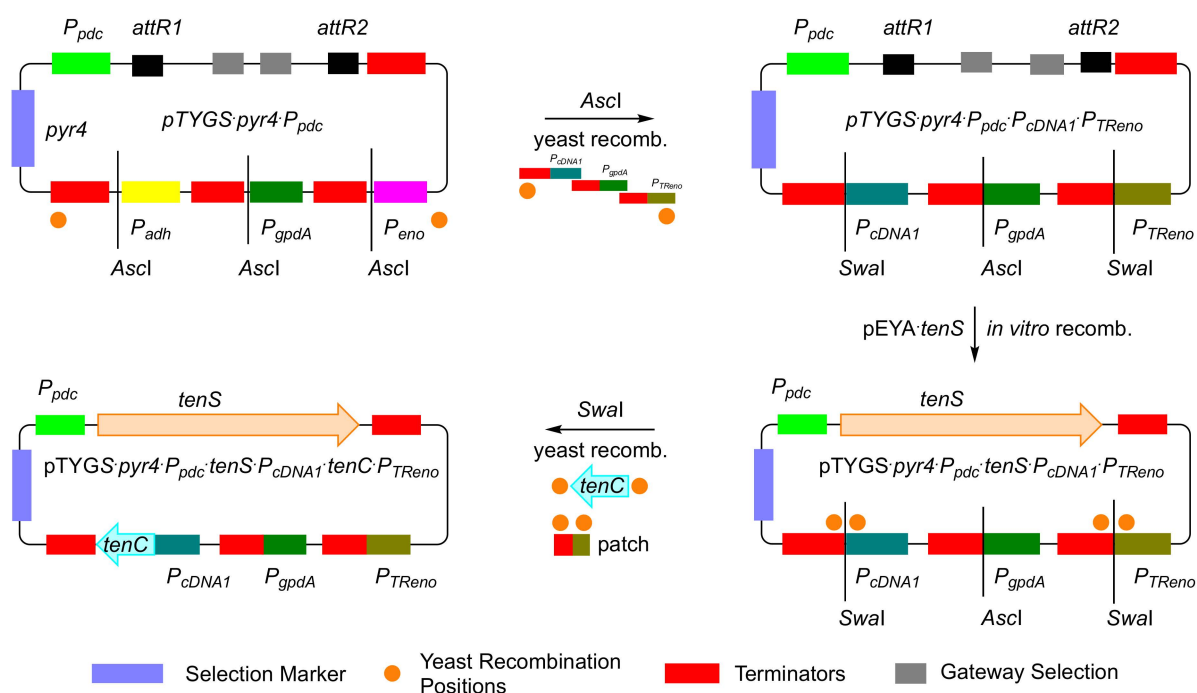 Ppdc attR1 attR2
pyr4
pTYGS·pyr4·Ppdc
Padh PgpdA Peno
AscI AscI AscI
AscI
yeast recomb.
PcDNA1
PgpdA
PTReno
Ppdc attR1 attR2
pTYGS·pyr4·Ppdc·PcDNA1·PTReno
PcDNA1 PgpdA PTReno
SwaI AscI SwaI
pEYA·tenS in vitro recomb.
Ppdc
tenS
pTYGS·pyr4·Ppdc·tenS·PcDNA1·tenC·PTReno
tenC
PcDNA1 PgpdA PTReno
SwaI
yeast recomb.
tenC
patch
Ppdc
tenS
pTYGS·pyr4·Ppdc·tenS·PcDNA1·PTReno
PcDNA1 PgpdA PTReno
SwaI AscI SwaI
Selection Marker
Yeast Recombination
Positions
Terminators
Gateway Selection